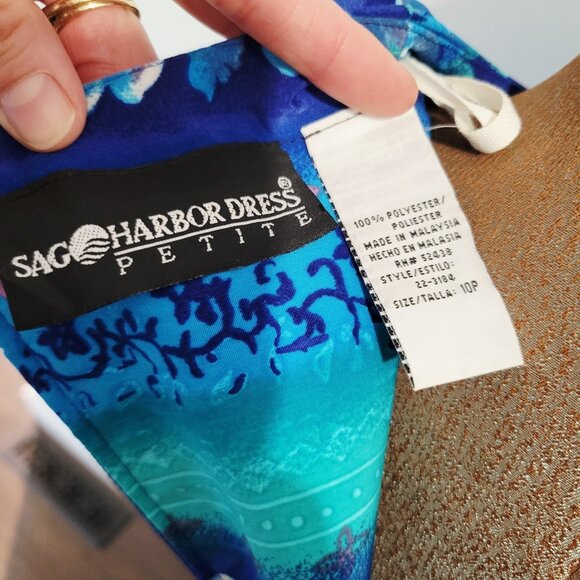 SAG HARBOR DRESS®
PETITE
100% POLYESTER/
POLIESTER
MADE IN MALAYSIA
HECHO EN MALASIA
RN# 52438
STYLE/ESTILO:
22-3184
SIZE/TALLA: 10P